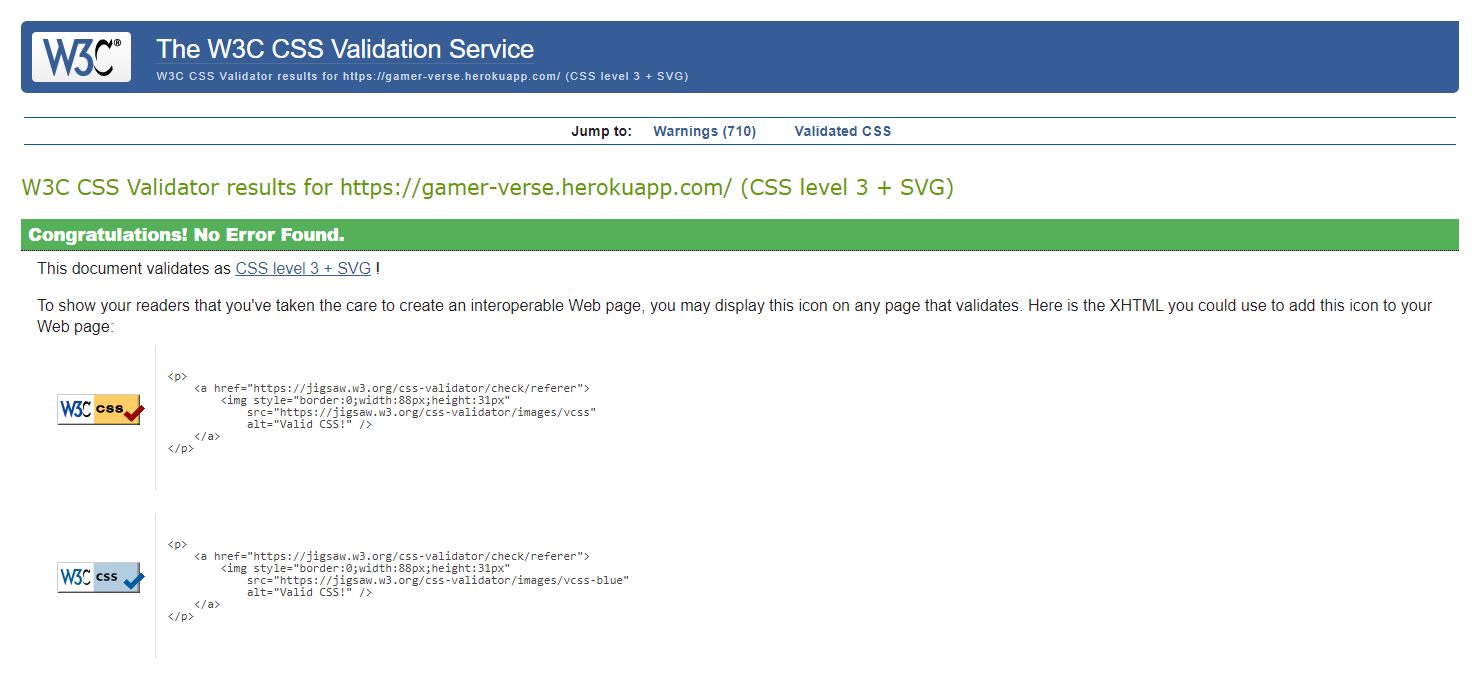 W3C®
The W3C CSS Validation Service
W3C CSS Validator results for https://gamer-verse.herokuapp.com/ (CSS level 3 + SVG)
Jump to: Warnings (710) Validated CSS
W3C CSS Validator results for https://gamer-verse.herokuapp.com/ (CSS level 3 + SVG)
Congratulations! No Error Found.
This document validates as CSS level 3 + SVG !
To show your readers that you've taken the care to create an interoperable Web page, you may display this icon on any page that validates. Here is the XHTML you could use to add this icon to your
Web page:
W3C css
<p>
    <a href="https://jigsaw.w3.org/css-validator/check/referer">
        <img style="border:0;width:88px;height:31px"
            src="https://jigsaw.w3.org/css-validator/images/vcss"
            alt="Valid CSS!" />
    </a>
</p>
W3C css
<p>
    <a href="https://jigsaw.w3.org/css-validator/check/referer">
        <img style="border:0;width:88px;height:31px"
            src="https://jigsaw.w3.org/css-validator/images/vcss-blue"
            alt="Valid CSS!" />
    </a>
</p>